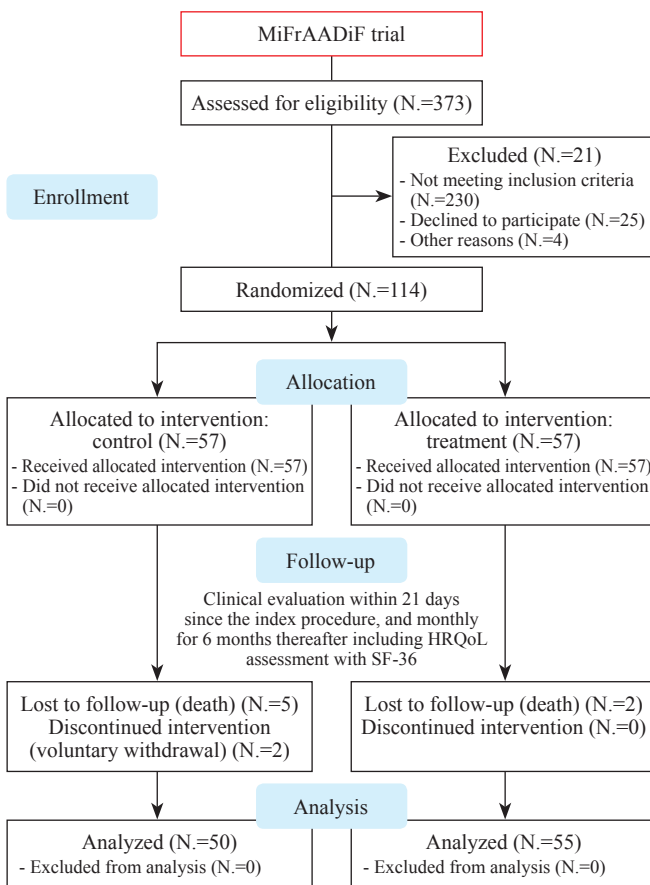 MiFrAADiF trial
Assessed for eligibility (N.=373)
Enrollment
Excluded (N.=21)
- Not meeting inclusion criteria
(N.=230)
- Declined to participate (N.=25)
- Other reasons (N.=4)
Randomized (N.=114)
Allocation
Allocated to intervention:
control (N.=57)
- Received allocated intervention (N.=57)
- Did not receive allocated intervention
(N.=0)
Allocated to intervention:
treatment (N.=57)
- Received allocated intervention (N.=57)
- Did not receive allocated intervention
(N.=0)
Follow-up
Clinical evaluation within 21 days
since the index procedure, and monthly
for 6 months thereafter including HRQoL
assessment with SF-36
Lost to follow-up (death) (N.=5)
Discontinued intervention
(voluntary withdrawal) (N.=2)
Lost to follow-up (death) (N.=2)
Discontinued intervention (N.=0)
Analysis
Analyzed (N.=50)
- Excluded from analysis (N.=0)
Analyzed (N.=55)
- Excluded from analysis (N.=0)